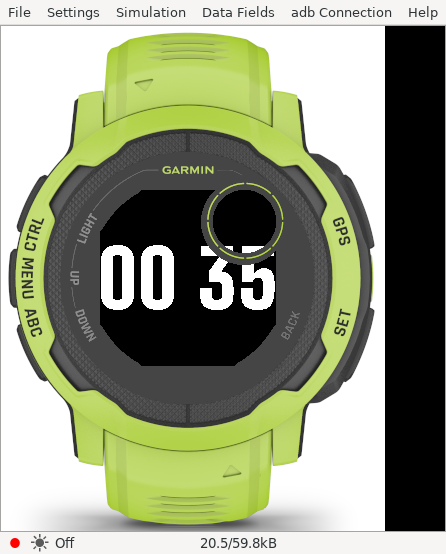 File Settings Simulation Data Fields adb Connection Help
GARMIN
LIGHT
CTRL
GPS
UP
MENU
00 35
DOWN
ABC
BACK
SET
Off 20.5/59.8kB